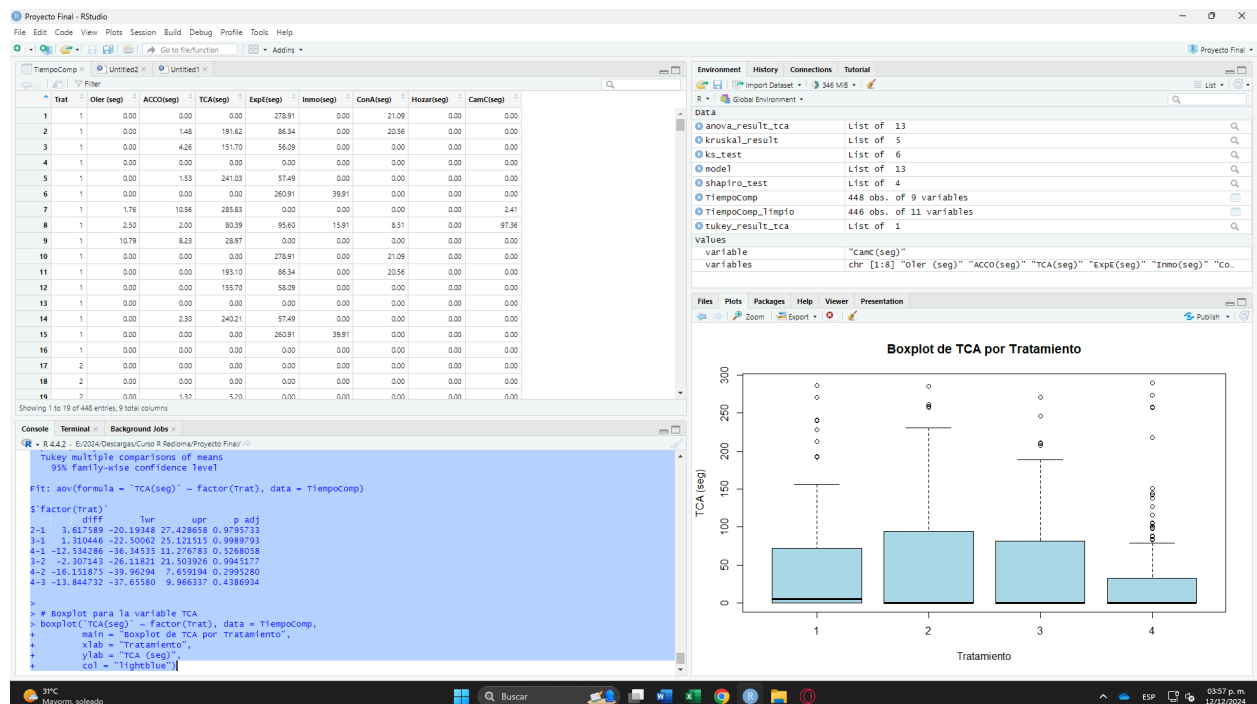 Proyecto Final - RStudio
File Edit Code View Plots Session Build Debug Profile Tools Help
Go to file/function Addins Proyecto Final
TiempoComp Untitled2 Untitled1
Filter
Trat Oler (seg) ACCO(seg) TCA(seg) ExpE(seg) Inmo(seg) ConA(seg) Hozar(seg) CamC(seg)
1 1 0.00 0.00 0.00 278.91 0.00 21.09 0.00 0.00
2 1 0.00 1.48 191.62 86.34 0.00 20.56 0.00 0.00
3 1 0.00 4.26 151.70 56.09 0.00 0.00 0.00 0.00
4 1 0.00 0.00 0.00 0.00 0.00 0.00 0.00 0.00
5 1 0.00 1.53 241.03 57.49 0.00 0.00 0.00 0.00
6 1 0.00 0.00 0.00 260.91 39.91 0.00 0.00 0.00
7 1 1.76 10.56 285.83 0.00 0.00 0.00 0.00 2.41
8 1 2.50 2.00 80.39 95.60 15.91 8.51 0.00 97.36
9 1 10.79 8.23 28.97 0.00 0.00 0.00 0.00 0.00
10 1 0.00 0.00 0.00 278.91 0.00 21.09 0.00 0.00
11 1 0.00 0.00 193.10 86.34 0.00 20.56 0.00 0.00
12 1 0.00 0.00 155.70 58.09 0.00 0.00 0.00 0.00
13 1 0.00 0.00 0.00 0.00 0.00 0.00 0.00 0.00
14 1 0.00 2.30 240.21 57.49 0.00 0.00 0.00 0.00
15 1 0.00 0.00 0.00 260.91 39.91 0.00 0.00 0.00
16 1 0.00 0.00 0.00 0.00 0.00 0.00 0.00 0.00
17 2 0.00 0.00 0.00 0.00 0.00 0.00 0.00 0.00
18 2 0.00 0.00 0.00 0.00 0.00 0.00 0.00 0.00
19 2 0.00 1.32 5.20 0.00 0.00 0.00 0.00 0.00
Showing 1 to 19 of 448 entries, 9 total columns
Console Terminal Background Jobs
R 4.4.2 · E:/2024/Descargas/Curso R Redioma/Proyecto Final/
Tukey multiple comparisons of means
95% family-wise confidence level
Fit: aov(formula = `TCA(seg)` ~ factor(Trat), data = TiempoComp)
$`factor(Trat)`
diff lwr upr p adj
2-1 3.617589 -20.19348 27.428658 0.9795733
3-1 1.310446 -22.50062 25.121515 0.9989793
4-1 -12.534286 -36.34535 11.276783 0.5268058
3-2 -2.307143 -26.11821 21.503926 0.9945177
4-2 -16.151875 -39.96294 7.659194 0.2995280
4-3 -13.844732 -37.65580 9.966337 0.4386934
>
> # Boxplot para la variable TCA
> boxplot(`TCA(seg)` ~ factor(Trat), data = TiempoComp,
+ main = "Boxplot de TCA por Tratamiento",
+ xlab = "Tratamiento",
+ ylab = "TCA (seg)",
+ col = "lightblue")
Environment History Connections Tutorial
Import Dataset 346 MiB List
R Global Environment
Data
anova_result_tca List of 13
kruskal_result List of 5
ks_test List of 6
model List of 13
shapiro_test List of 4
TiempoComp 448 obs. of 9 variables
TiempoComp_limpio 446 obs. of 11 variables
tukey_result_tca List of 1
Values
variable "CamC(seg)"
variables chr [1:8] "Oler (seg)" "ACCO(seg)" "TCA(seg)" "ExpE(seg)" "Inmo(seg)" "Co…
Files Plots Packages Help Viewer Presentation
Zoom Export Publish
Boxplot de TCA por Tratamiento
TCA (seg)
300
250
200
150
100
50
0
1 2 3 4
Tratamiento
31°C
Mayorm. soleado
Buscar
ESP
03:57 p. m.
12/12/2024